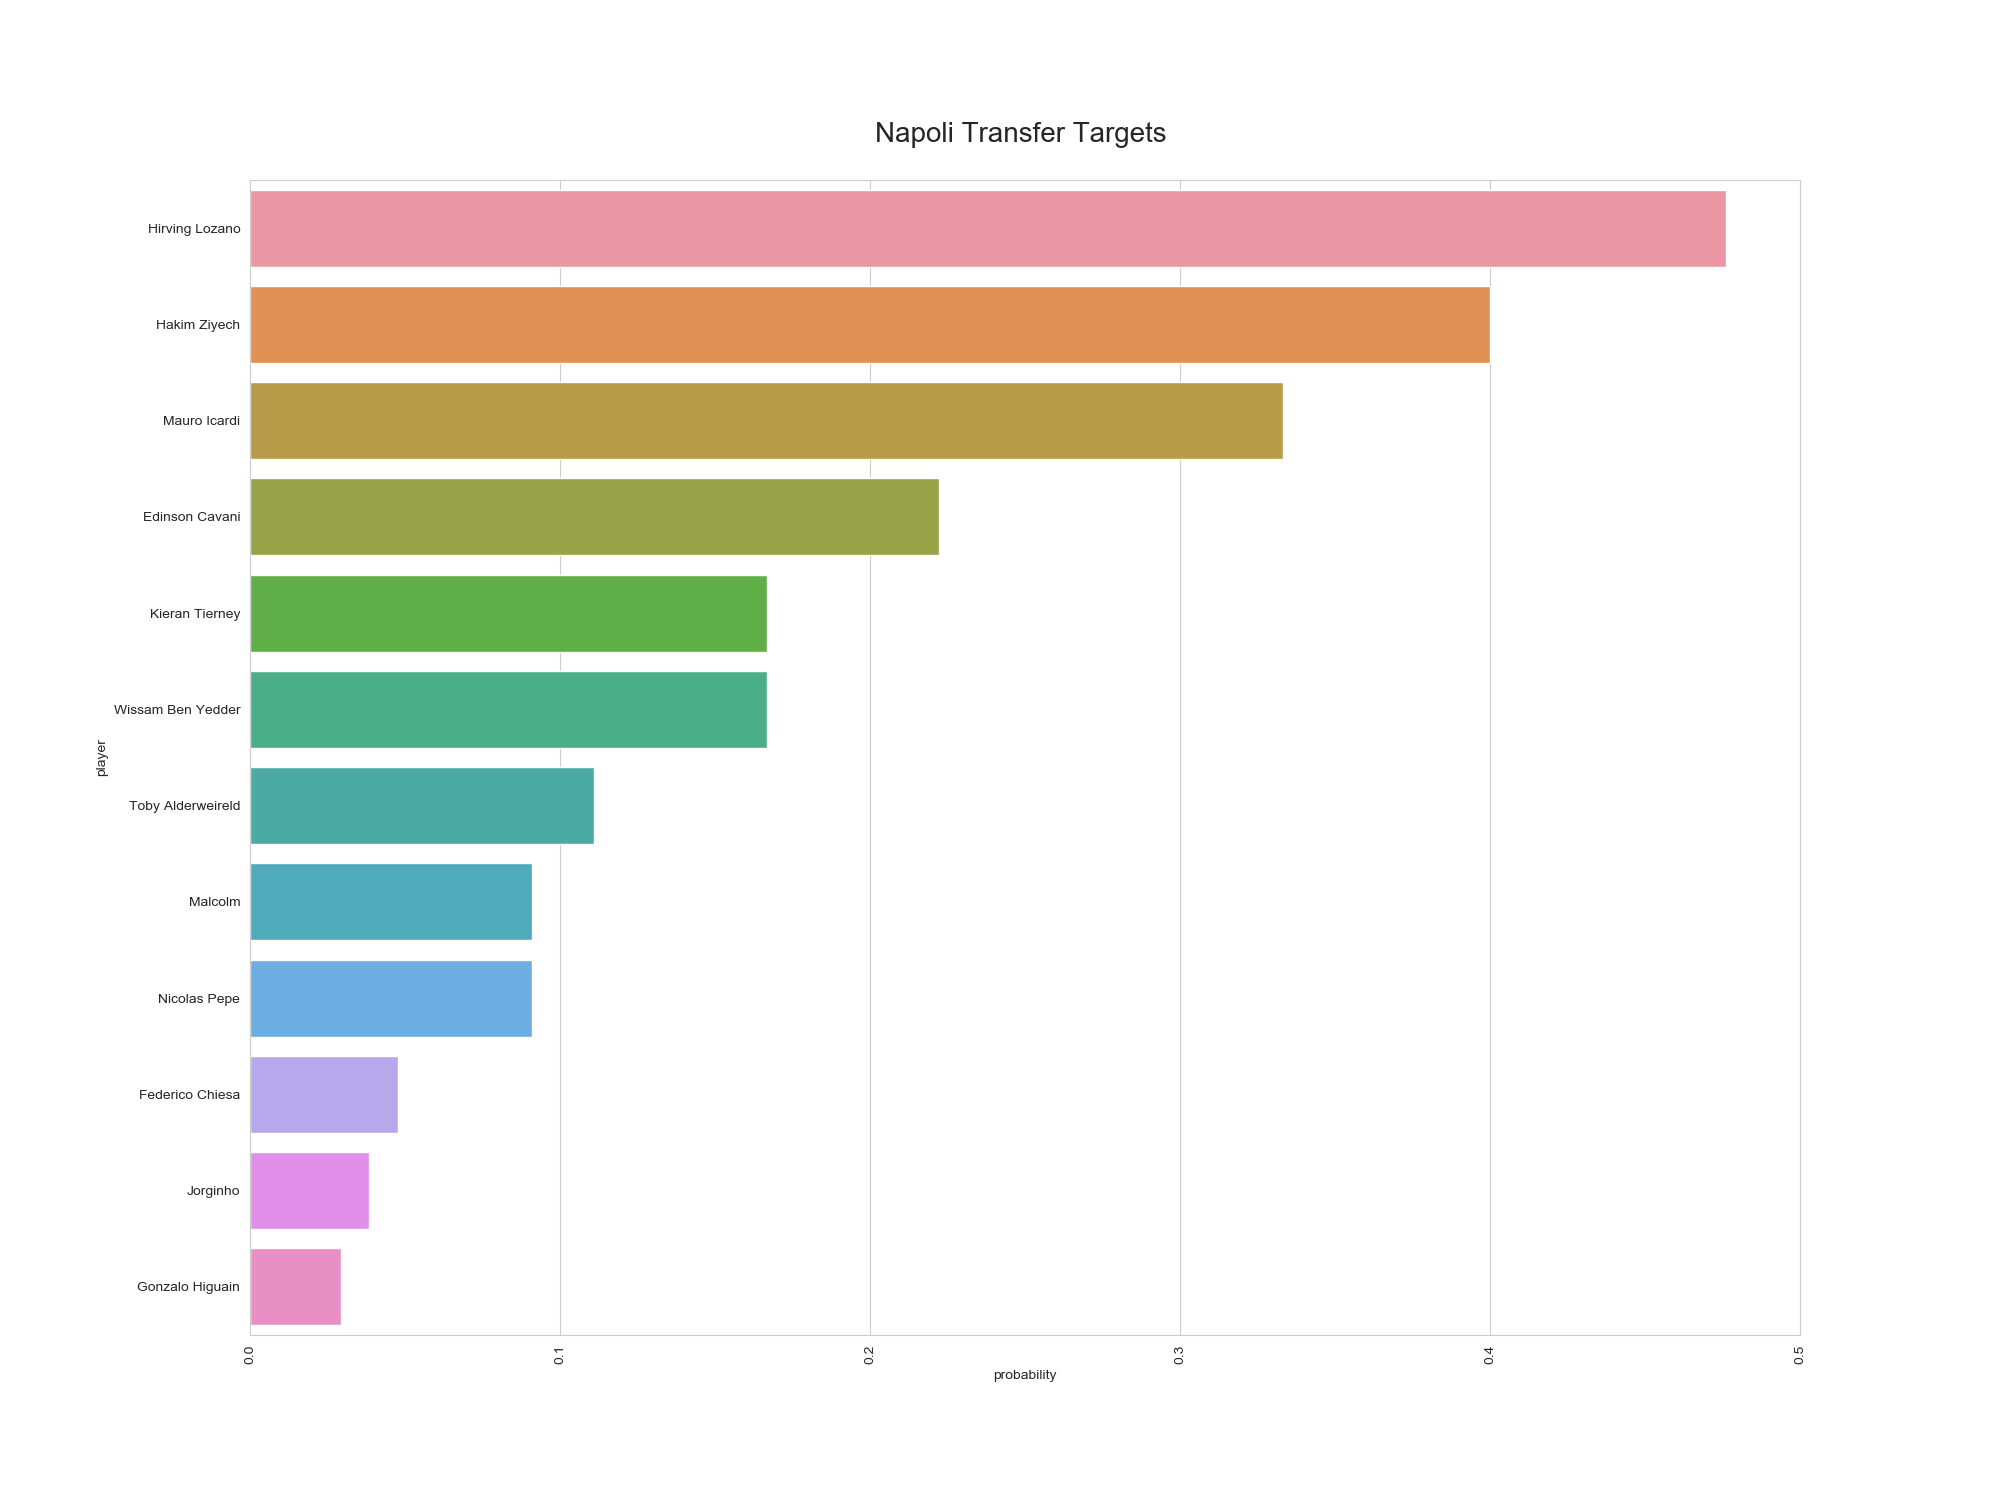 Napoli Transfer Targets
Hirving Lozano
Hakim Ziyech
Mauro Icardi
Edinson Cavani
Kieran Tierney
Wissam Ben Yedder
player
Toby Alderweireld
Malcolm
Nicolas Pepe
Federico Chiesa
Jorginho
Gonzalo Higuain
0.0 0.1 0.2 0.3 0.4 0.5
probability